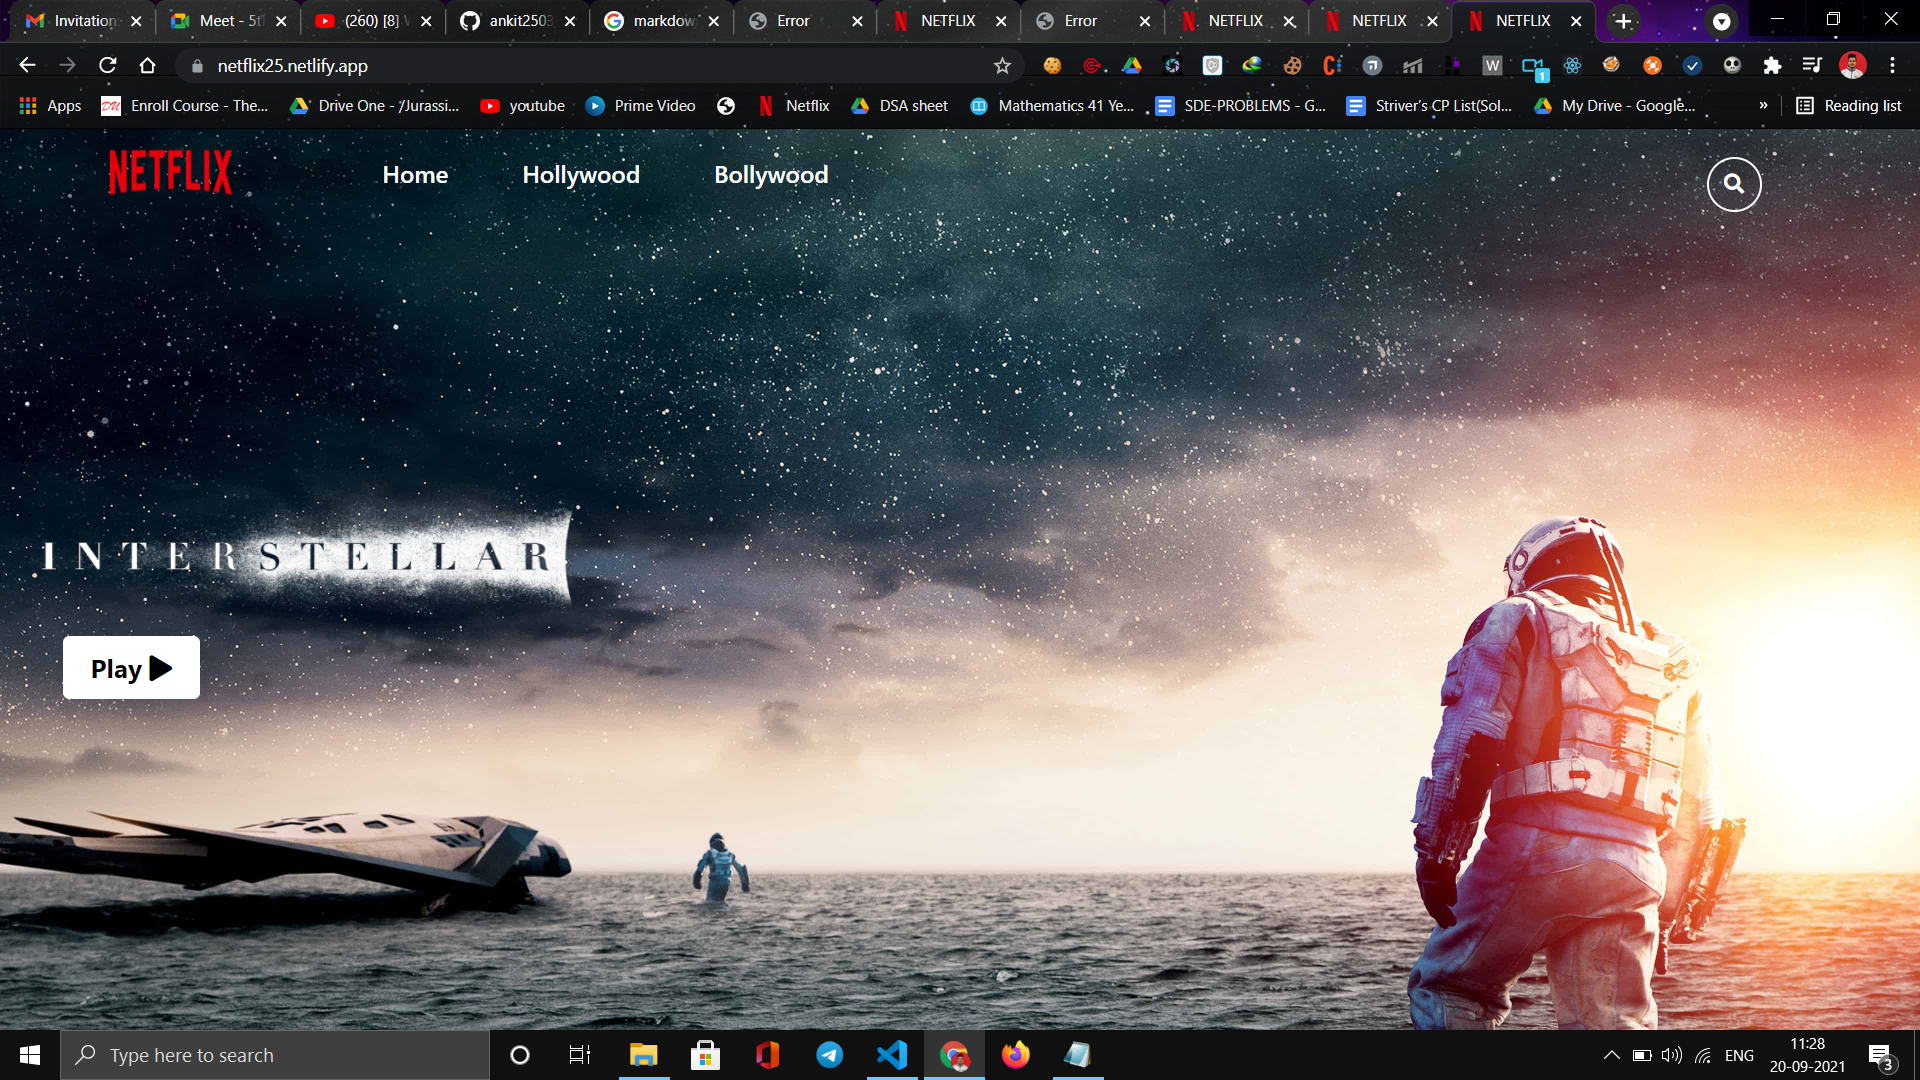 Invitation: Meet - 5th (260) [8] ankit2503 markdow Error NETFLIX Error NETFLIX NETFLIX NETFLIX
netflix25.netlify.app
Apps Enroll Course - The... Drive One - /Jurassi... youtube Prime Video Netflix DSA sheet Mathematics 41 Ye... SDE-PROBLEMS - G... Striver's CP List(Sol... My Drive - Google... » Reading list
NETFLIX Home Hollywood Bollywood
INTERSTELLAR
Play
Type here to search
ENG 11:28
20-09-2021
3